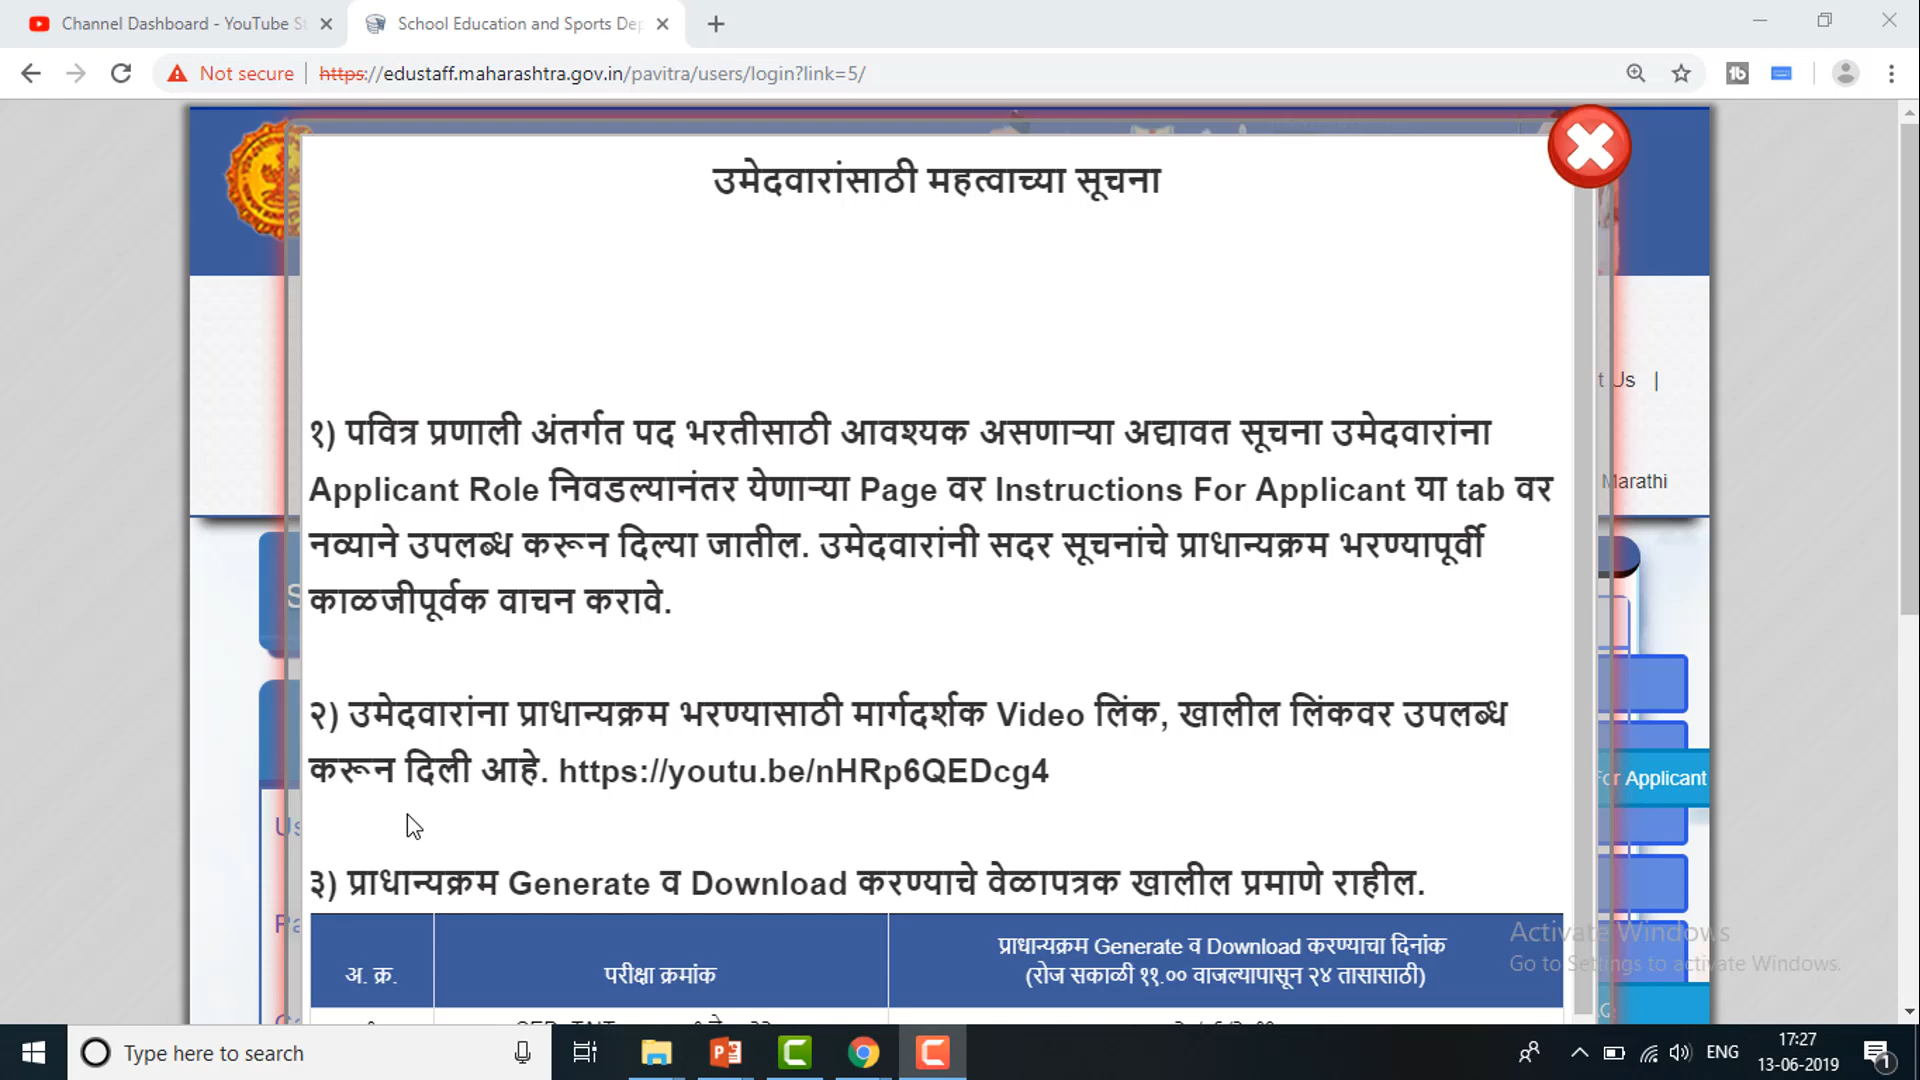 Channel Dashboard - YouTube St
School Education and Sports Dep
Not secure
https://edustaff.maharashtra.gov.in/pavitra/users/login?link=5/
उमेदवारांसाठी महत्वाच्या सूचना
t Us |
१) पवित्र प्रणाली अंतर्गत पद भरतीसाठी आवश्यक असणाऱ्या अद्यावत सूचना उमेदवारांना
Applicant Role निवडल्यानंतर येणाऱ्या Page वर Instructions For Applicant या tab वर
Marathi
नव्याने उपलब्ध करून दिल्या जातील. उमेदवारांनी सदर सूचनांचे प्राधान्यक्रम भरण्यापूर्वी
काळजीपूर्वक वाचन करावे.
२) उमेदवारांना प्राधान्यक्रम भरण्यासाठी मार्गदर्शक Video लिंक, खालील लिंकवर उपलब्ध
करून दिली आहे. https://youtu.be/nHRp6QEDcg4
For Applicant
३) प्राधान्यक्रम Generate व Download करण्याचे वेळापत्रक खालील प्रमाणे राहील.
अ. क्र.
परीक्षा क्रमांक
प्राधान्यक्रम Generate व Download करण्याचा दिनांक
(रोज सकाळी ११.०० वाजल्यापासून २४ तासासाठी)
Activate Windows
Go to Settings to activate Windows.
Type here to search
ENG
17:27
13-06-2019
1